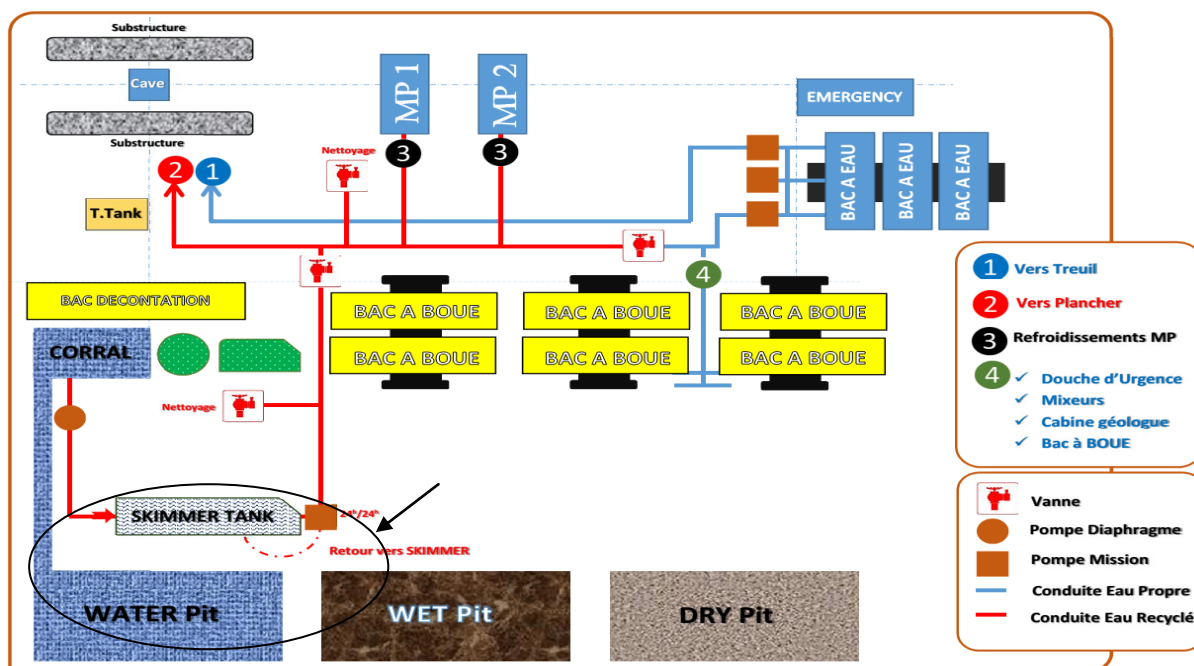 Substructure
Cave
Substructure
MP 1
MP 2
EMERGENCY
BAC A EAU
BAC A EAU
BAC A EAU
2
1
Nettoyage
3
3
T.Tank
4
BAC DECONTATION
BAC A BOUE
BAC A BOUE
BAC A BOUE
BAC A BOUE
BAC A BOUE
BAC A BOUE
CORRAL
Nettoyage
SKIMMER TANK
24h/24h
Retour vers SKIMMER
WATER Pit
WET Pit
DRY Pit
1 Vers Treuil
2 Vers Plancher
3 Refroidissements MP
4 ✓ Douche d’Urgence
✓ Mixeurs
✓ Cabine géologue
✓ Bac à BOUE
Vanne
Pompe Diaphragme
Pompe Mission
Conduite Eau Propre
Conduite Eau Recyclé